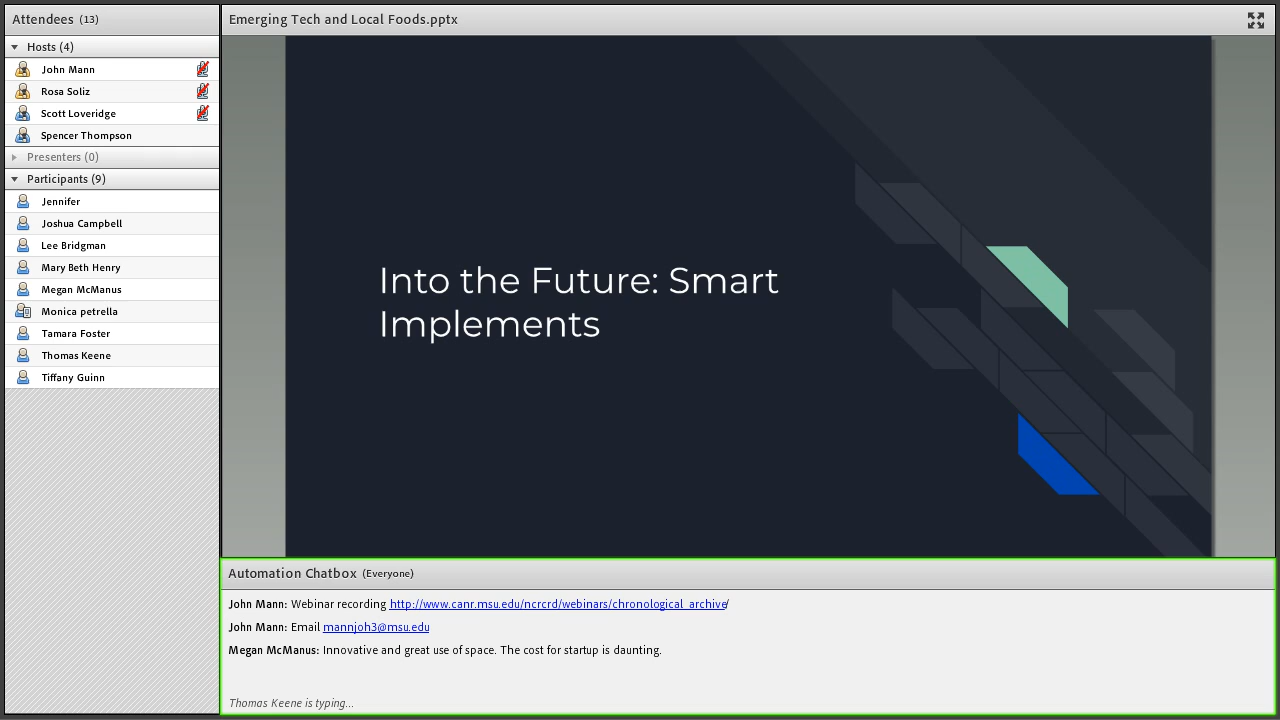 Attendees (13)
Hosts (4)
John Mann
Rosa Soliz
Scott Loveridge
Spencer Thompson
Presenters (0)
Participants (9)
Jennifer
Joshua Campbell
Lee Bridgman
Mary Beth Henry
Megan McManus
Monica petrella
Tamara Foster
Thomas Keene
Tiffany Guinn
Emerging Tech and Local Foods.pptx
Into the Future: Smart
Implements
Automation Chatbox (Everyone)
John Mann: Webinar recording http://www.canr.msu.edu/ncrcrd/webinars/chronological_archive/
John Mann: Email mannjoh3@msu.edu
Megan McManus: Innovative and great use of space. The cost for startup is daunting.
Thomas Keene is typing...